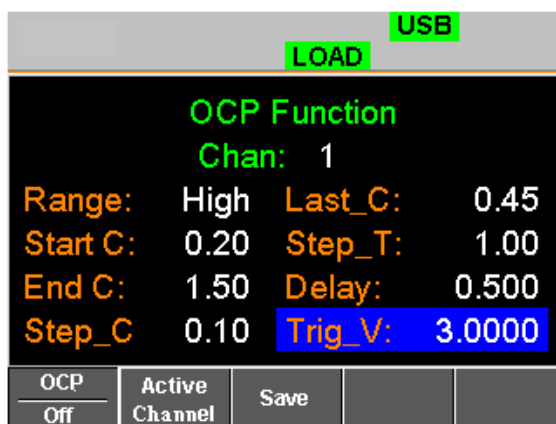 USB
LOAD
OCP Function
Chan: 1
Range: High Last_C: 0.45
Start C: 0.20 Step_T: 1.00
End C: 1.50 Delay: 0.500
Step_C 0.10 Trig_V: 3.0000
OCP Active Save
Off Channel